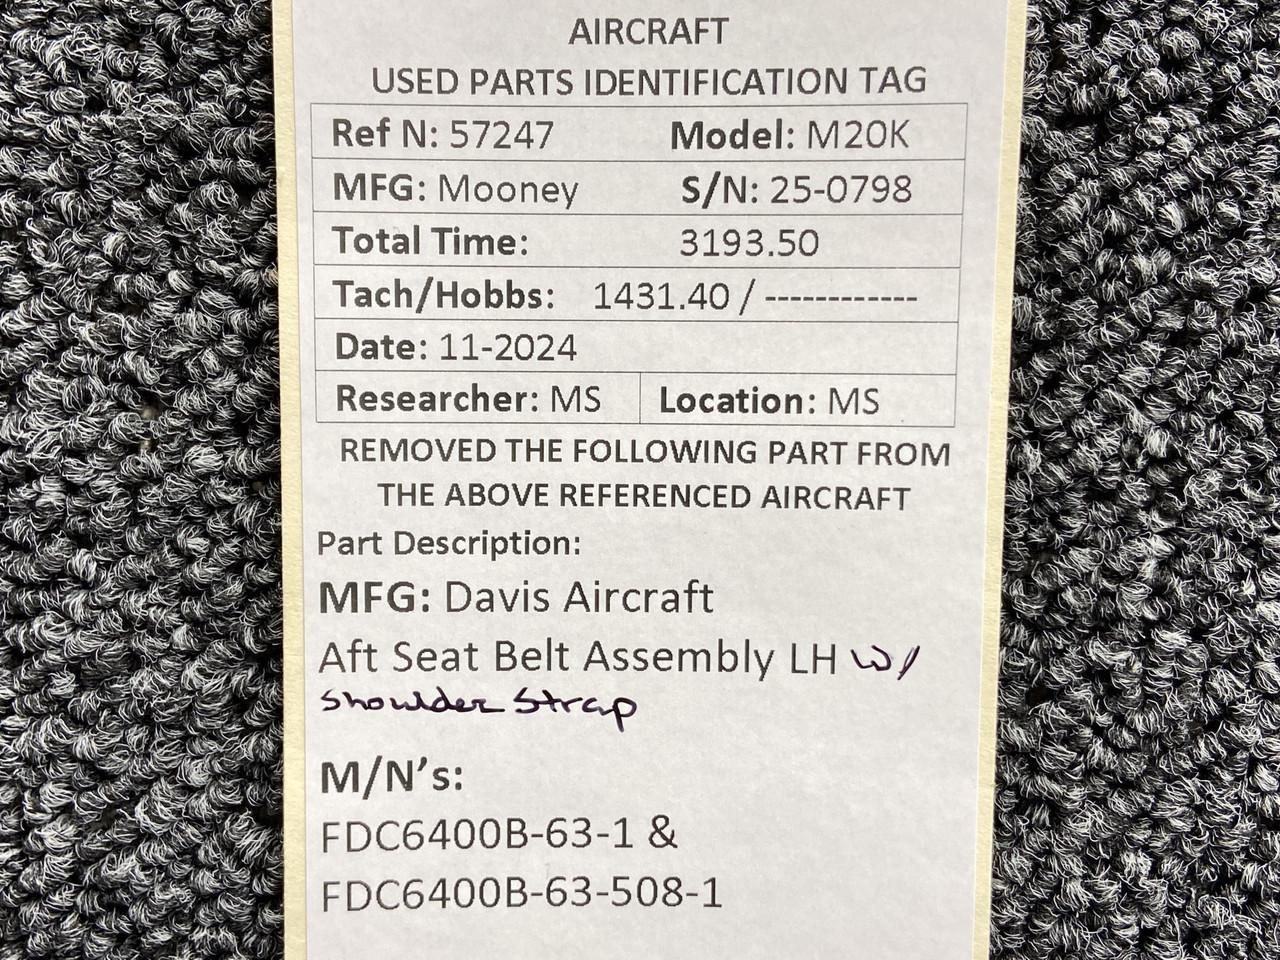 AIRCRAFT
USED PARTS IDENTIFICATION TAG
Ref N: 57247 Model: M20K
MFG: Mooney S/N: 25-0798
Total Time: 3193.50
Tach/Hobbs: 1431.40 / ------------
Date: 11-2024
Researcher: MS Location: MS
REMOVED THE FOLLOWING PART FROM
THE ABOVE REFERENCED AIRCRAFT
Part Description:
MFG: Davis Aircraft
Aft Seat Belt Assembly LH w/
Shoulder Strap
M/N's:
FDC6400B-63-1 &
FDC6400B-63-508-1